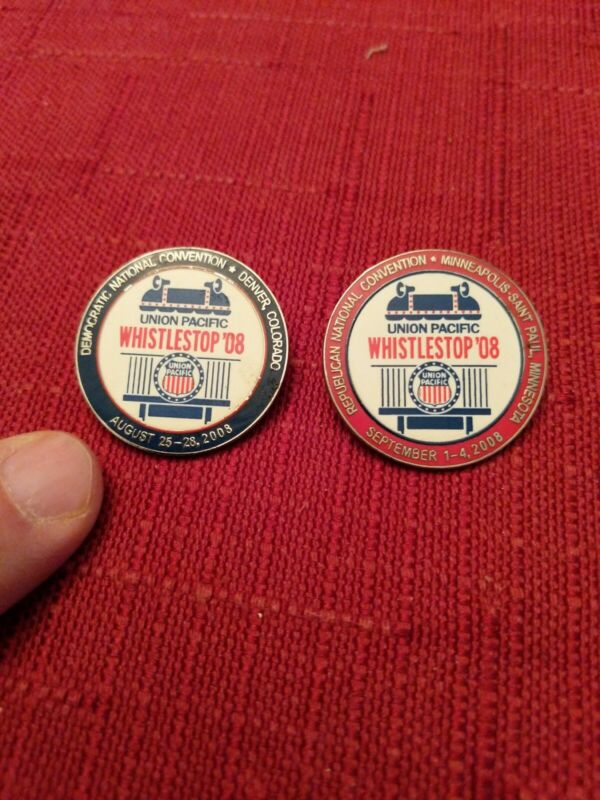 DEMOCRATIC NATIONAL CONVENTION ★ DENVER, COLORADO
UNION PACIFIC
WHISTLESTOP '08
UNION
PACIFIC
AUGUST 25-28, 2008
REPUBLICAN NATIONAL CONVENTION ★ MINNEAPOLIS-SAINT PAUL, MINNESOTA
UNION PACIFIC
WHISTLESTOP '08
UNION
PACIFIC
SEPTEMBER 1-4, 2008